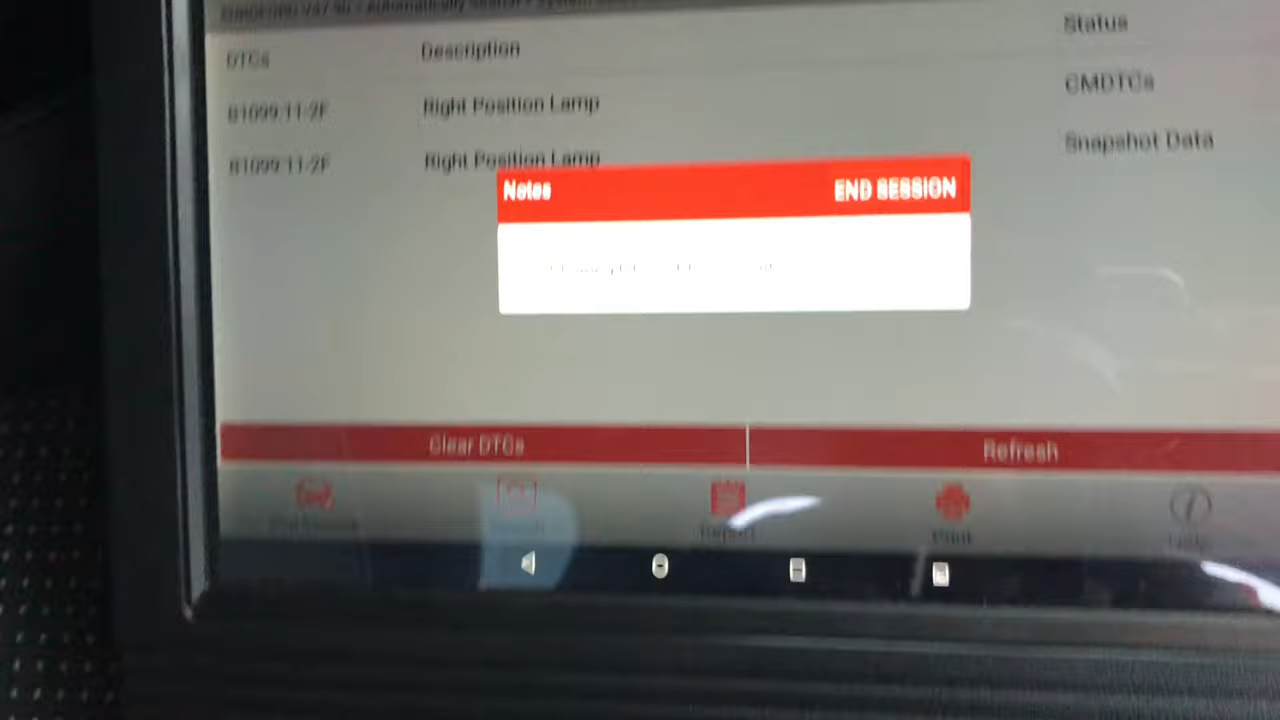 DTCs Description Status
B1099:11-2F Right Position Lamp CMDTCs
B1099:11-2F Right Position Lamp Snapshot Data
Notes END SESSION
Clear DTCs Refresh
Report Print